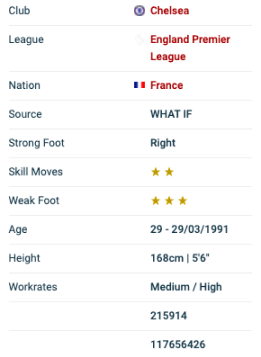 Club Chelsea
League England Premier
League
Nation France
Source WHAT IF
Strong Foot Right
Skill Moves
Weak Foot
Age 29 - 29/03/1991
Height 168cm | 5'6"
Workrates Medium / High
215914
117656426